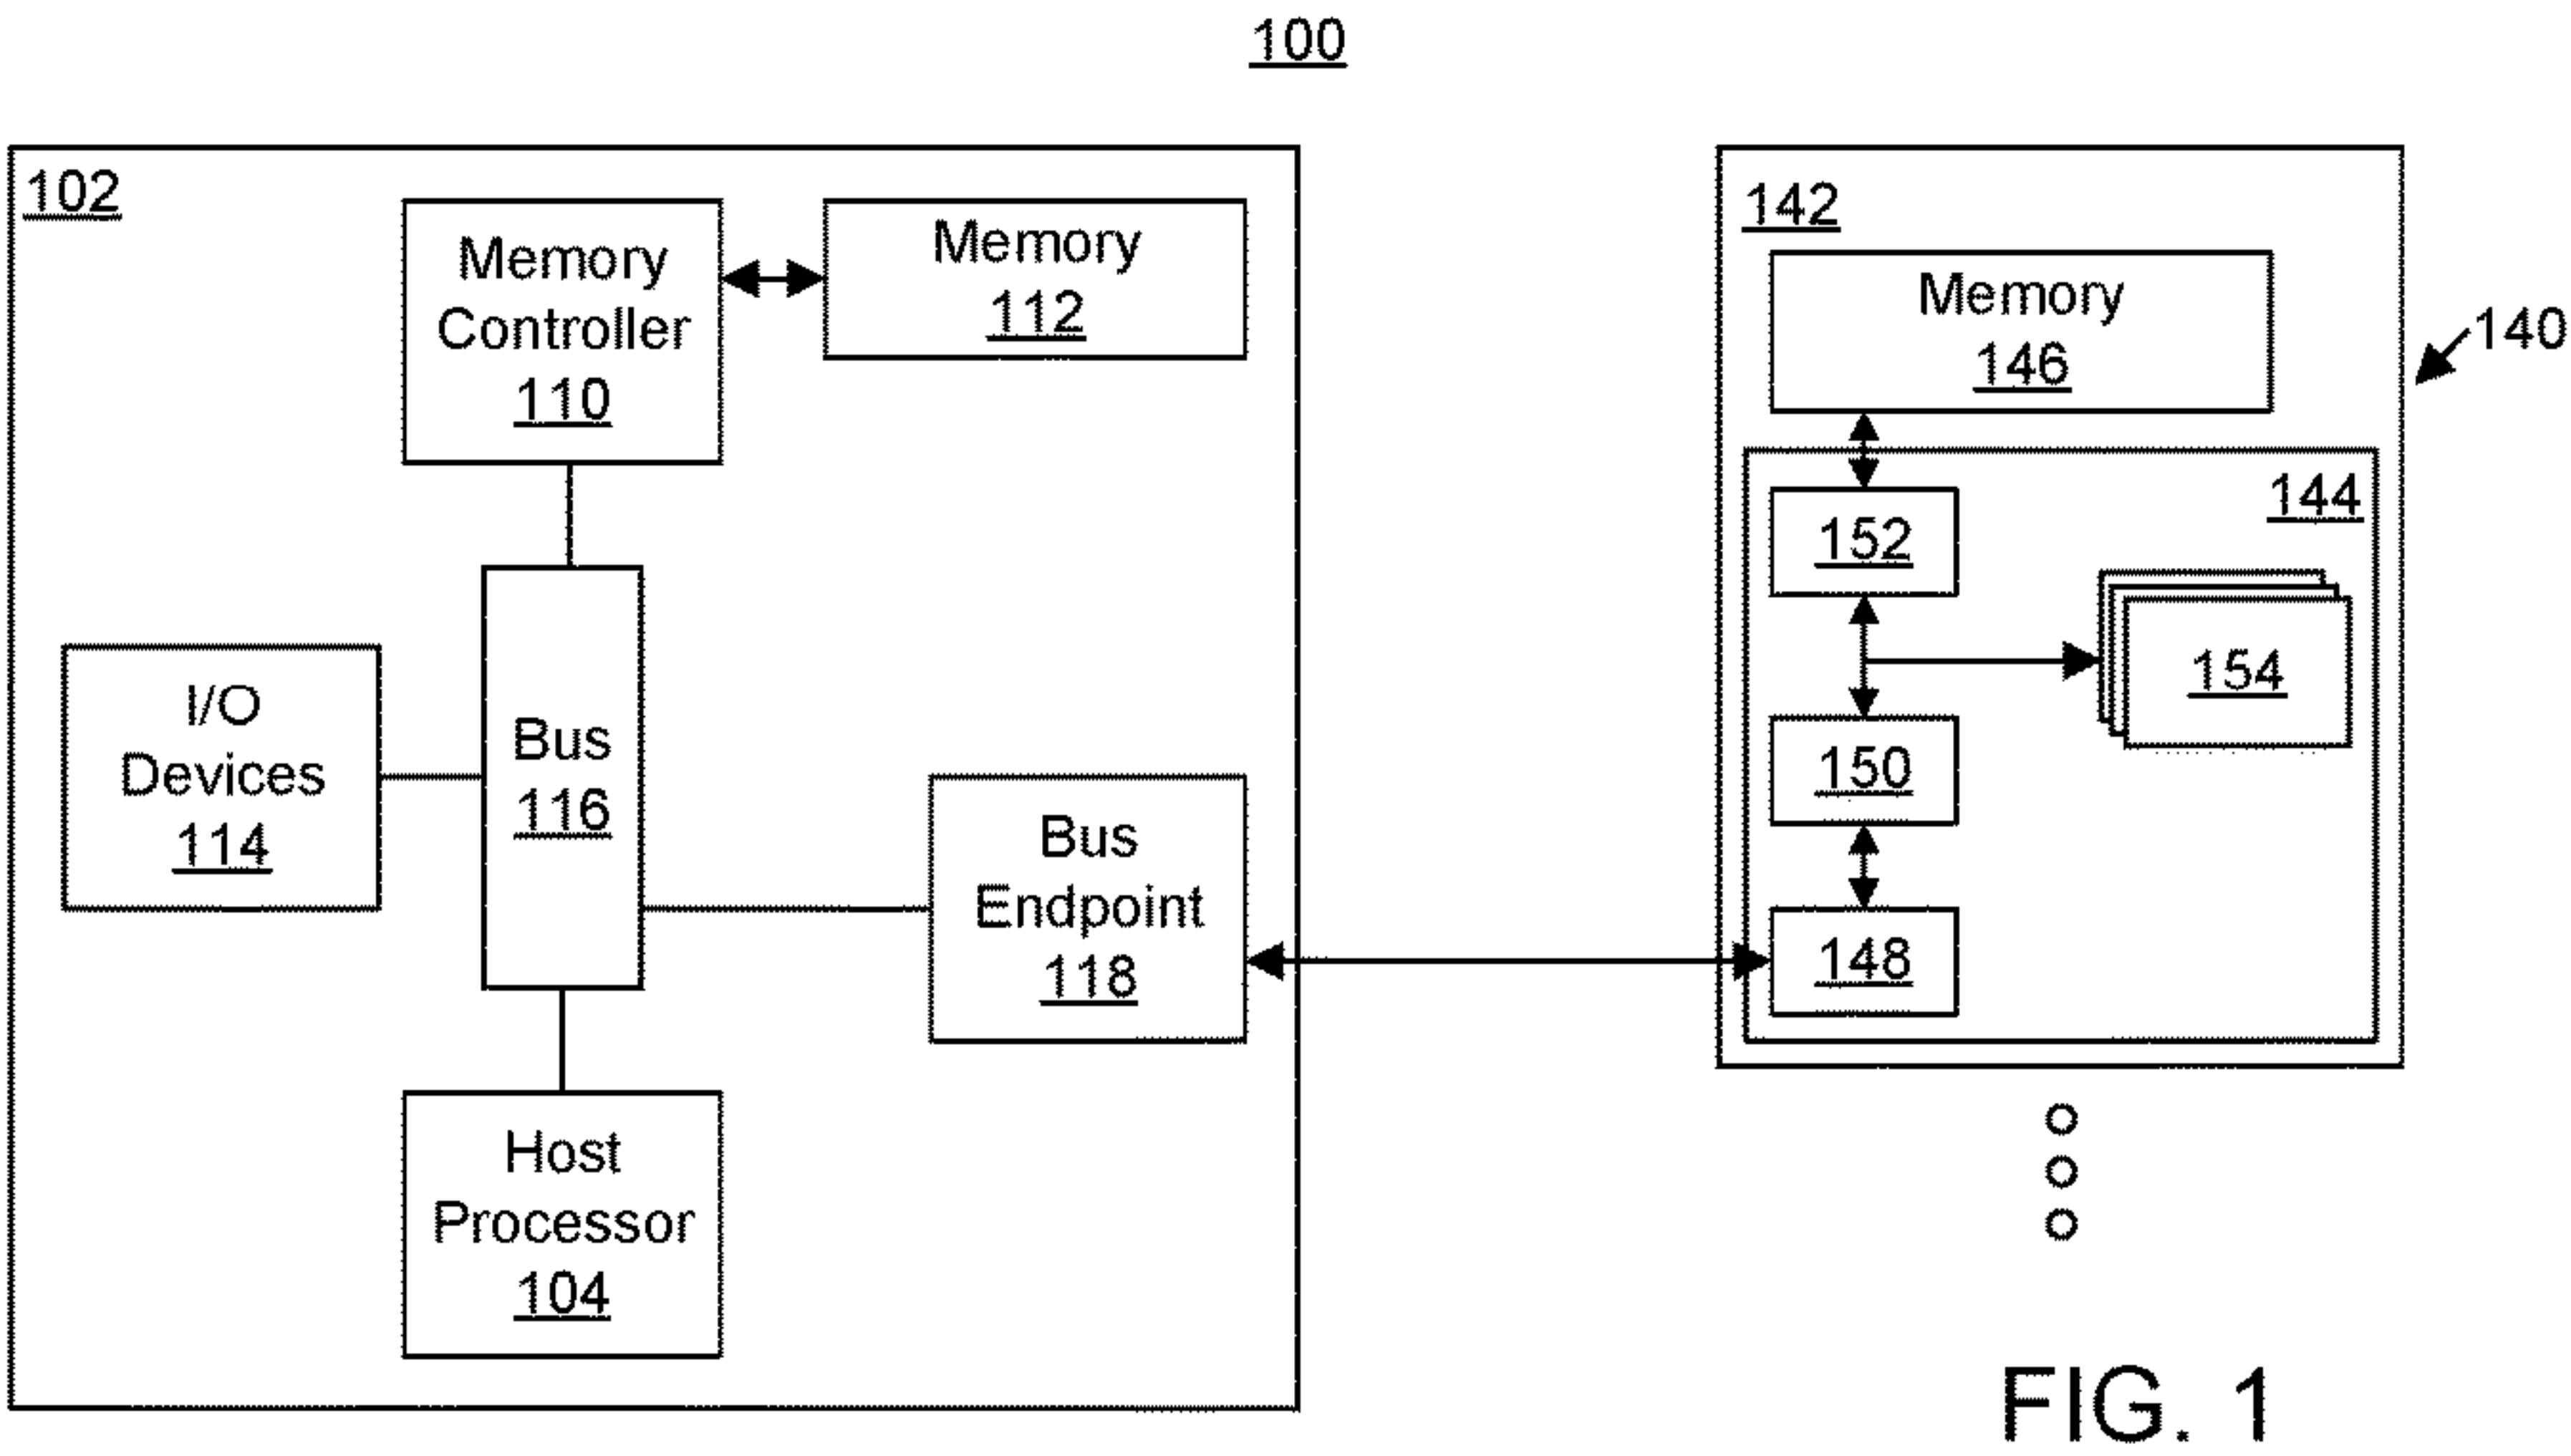 100
102
Memory
Controller
110
Memory
112
I/O
Devices
114
Bus
116
Bus
Endpoint
118
Host
Processor
104
142
Memory
146
140
144
152
154
150
148
FIG. 1